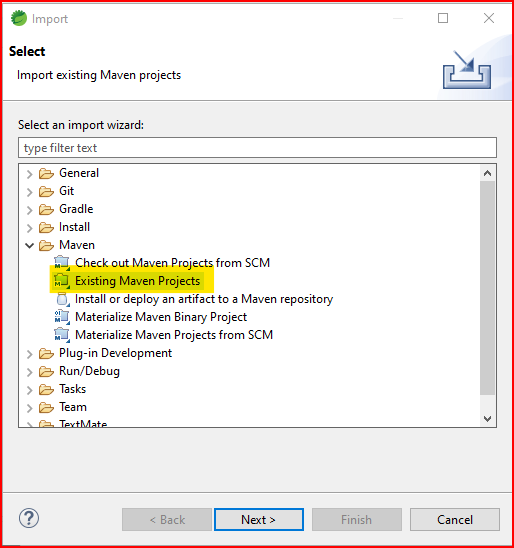 Import
Select
Import existing Maven projects
Select an import wizard:
type filter text
General
Git
Gradle
Install
Maven
Check out Maven Projects from SCM
Existing Maven Projects
Install or deploy an artifact to a Maven repository
Materialize Maven Binary Project
Materialize Maven Projects from SCM
Plug-in Development
Run/Debug
Tasks
Team
TextMate
< Back
Next >
Finish
Cancel